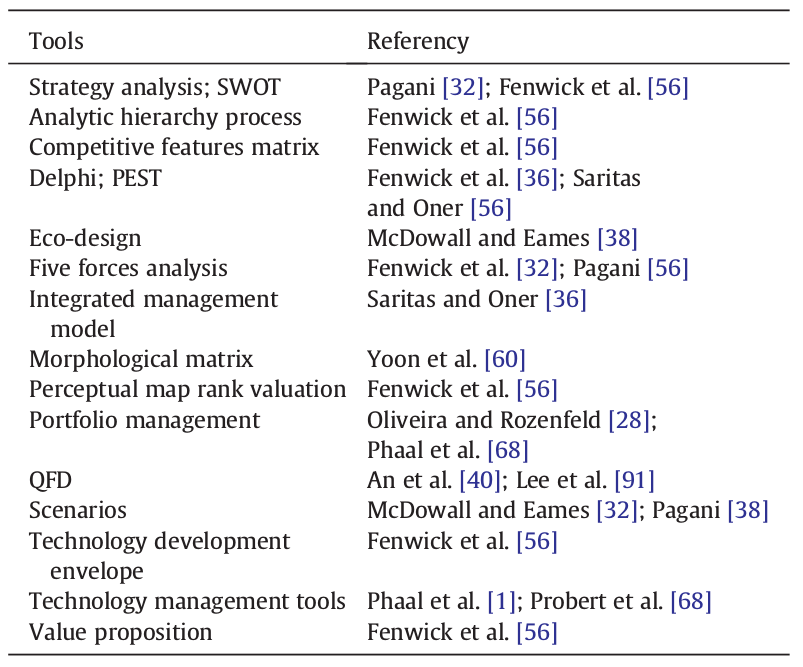 Tools Referency
Strategy analysis; SWOT Pagani [32]; Fenwick et al. [56]
Analytic hierarchy process Fenwick et al. [56]
Competitive features matrix Fenwick et al. [56]
Delphi; PEST Fenwick et al. [36]; Saritas
and Oner [56]
Eco-design McDowall and Eames [38]
Five forces analysis Fenwick et al. [32]; Pagani [56]
Integrated management Saritas and Oner [36]
model
Morphological matrix Yoon et al. [60]
Perceptual map rank valuation Fenwick et al. [56]
Portfolio management Oliveira and Rozenfeld [28];
Phaal et al. [68]
QFD An et al. [40]; Lee et al. [91]
Scenarios McDowall and Eames [32]; Pagani [38]
Technology development Fenwick et al. [56]
envelope
Technology management tools Phaal et al. [1]; Probert et al. [68]
Value proposition Fenwick et al. [56]